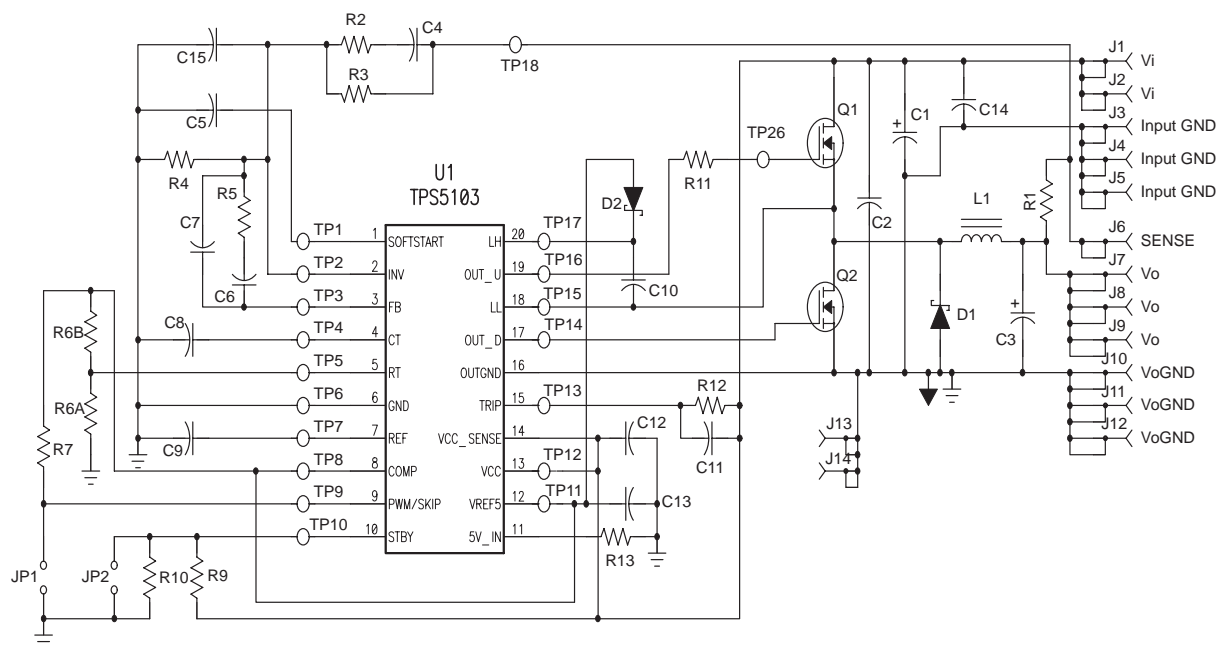 R2
C4
J1
Vi
C15
TP18
R3
J2
Vi
C5
C14
J3
Input GND
Q1
C1
+
TP26
J4
Input GND
R4
R11
J5
Input GND
U1
TPS5103
R5
D2
R1
L1
C7
C2
TP1
1
SOFTSTART
LH
20
TP17
J6
SENSE
TP2
2
INV
OUT_U
19
TP16
J7
Vo
C6
C10
Q2
TP3
3
FB
LL
18
TP15
J8
Vo
+
R6B
C8
TP4
4
CT
OUT_D
17
TP14
D1
C3
J9
Vo
TP5
5
RT
OUTGND
16
J10
VoGND
R6A
TP6
6
GND
TRIP
15
TP13
R12
J11
VoGND
R7
C9
TP7
7
REF
VCC_SENSE
14
C12
C11
J13
J12
VoGND
TP8
8
COMP
VCC
13
TP12
J14
TP9
9
PWM/SKIP
VREF5
12
TP11
C13
TP10
10
STBY
5V_IN
11
R13
JP1
JP2
R10
R9